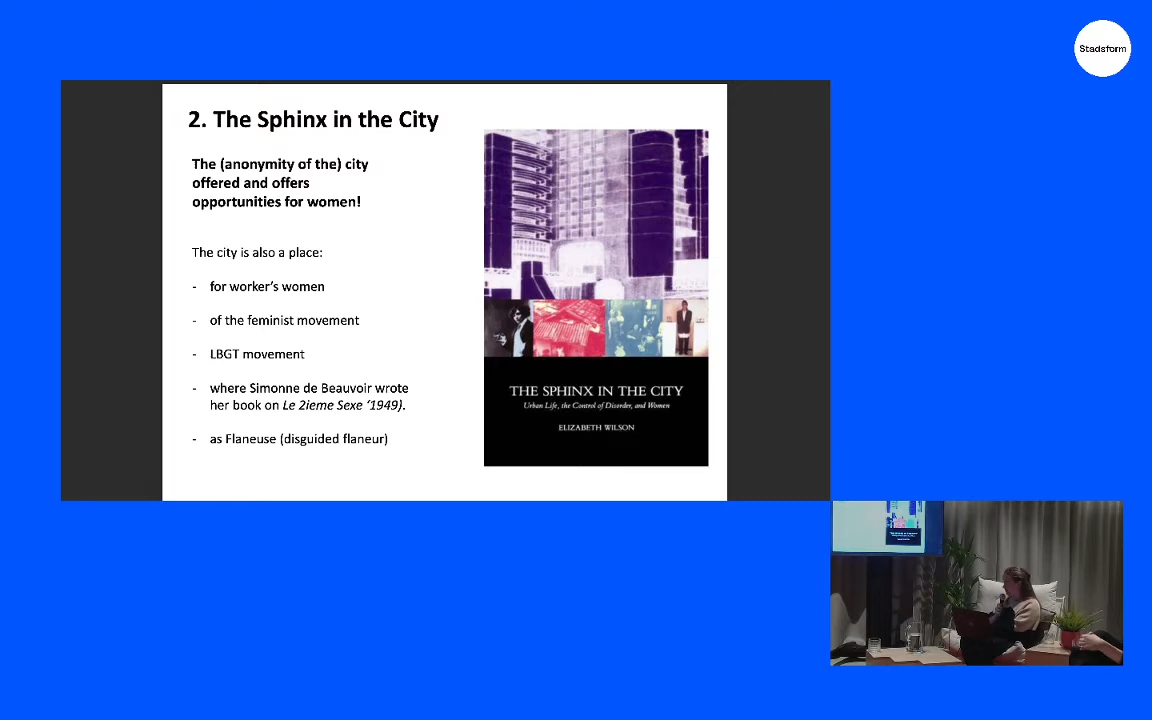 Stadsform
2. The Sphinx in the City
The (anonymity of the) city
offered and offers
opportunities for women!
The city is also a place:
- for worker's women
- of the feminist movement
- LBGT movement
- where Simonne de Beauvoir wrote
her book on Le 2ieme Sexe '1949).
- as Flaneuse (disguided flaneur)
THE SPHINX IN THE CITY
Urban Life, the Control of Disorder, and Women
ELIZABETH WILSON